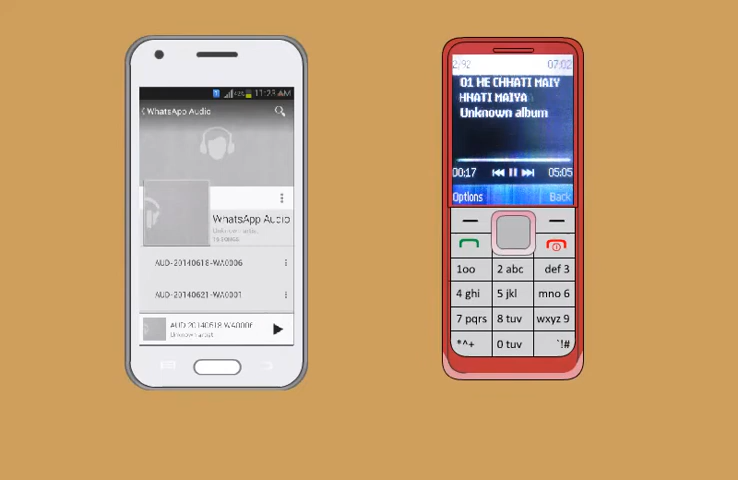 11:23 AM
WhatsApp Audio
WhatsApp Audio
AUD-20140618-WA0006
AUD-20140621-WA0001
AUD 20140618-WA0006
Unknown artist
2/92 07:02
01 HE CHHATI MAIY
HHATI MAIYA
Unknown album
00:17 05:05
Options Back
1oo 2 abc def 3
4 ghi 5 jkl mno 6
7 pqrs 8 tuv wxyz 9
*^+ 0 tuv `!#